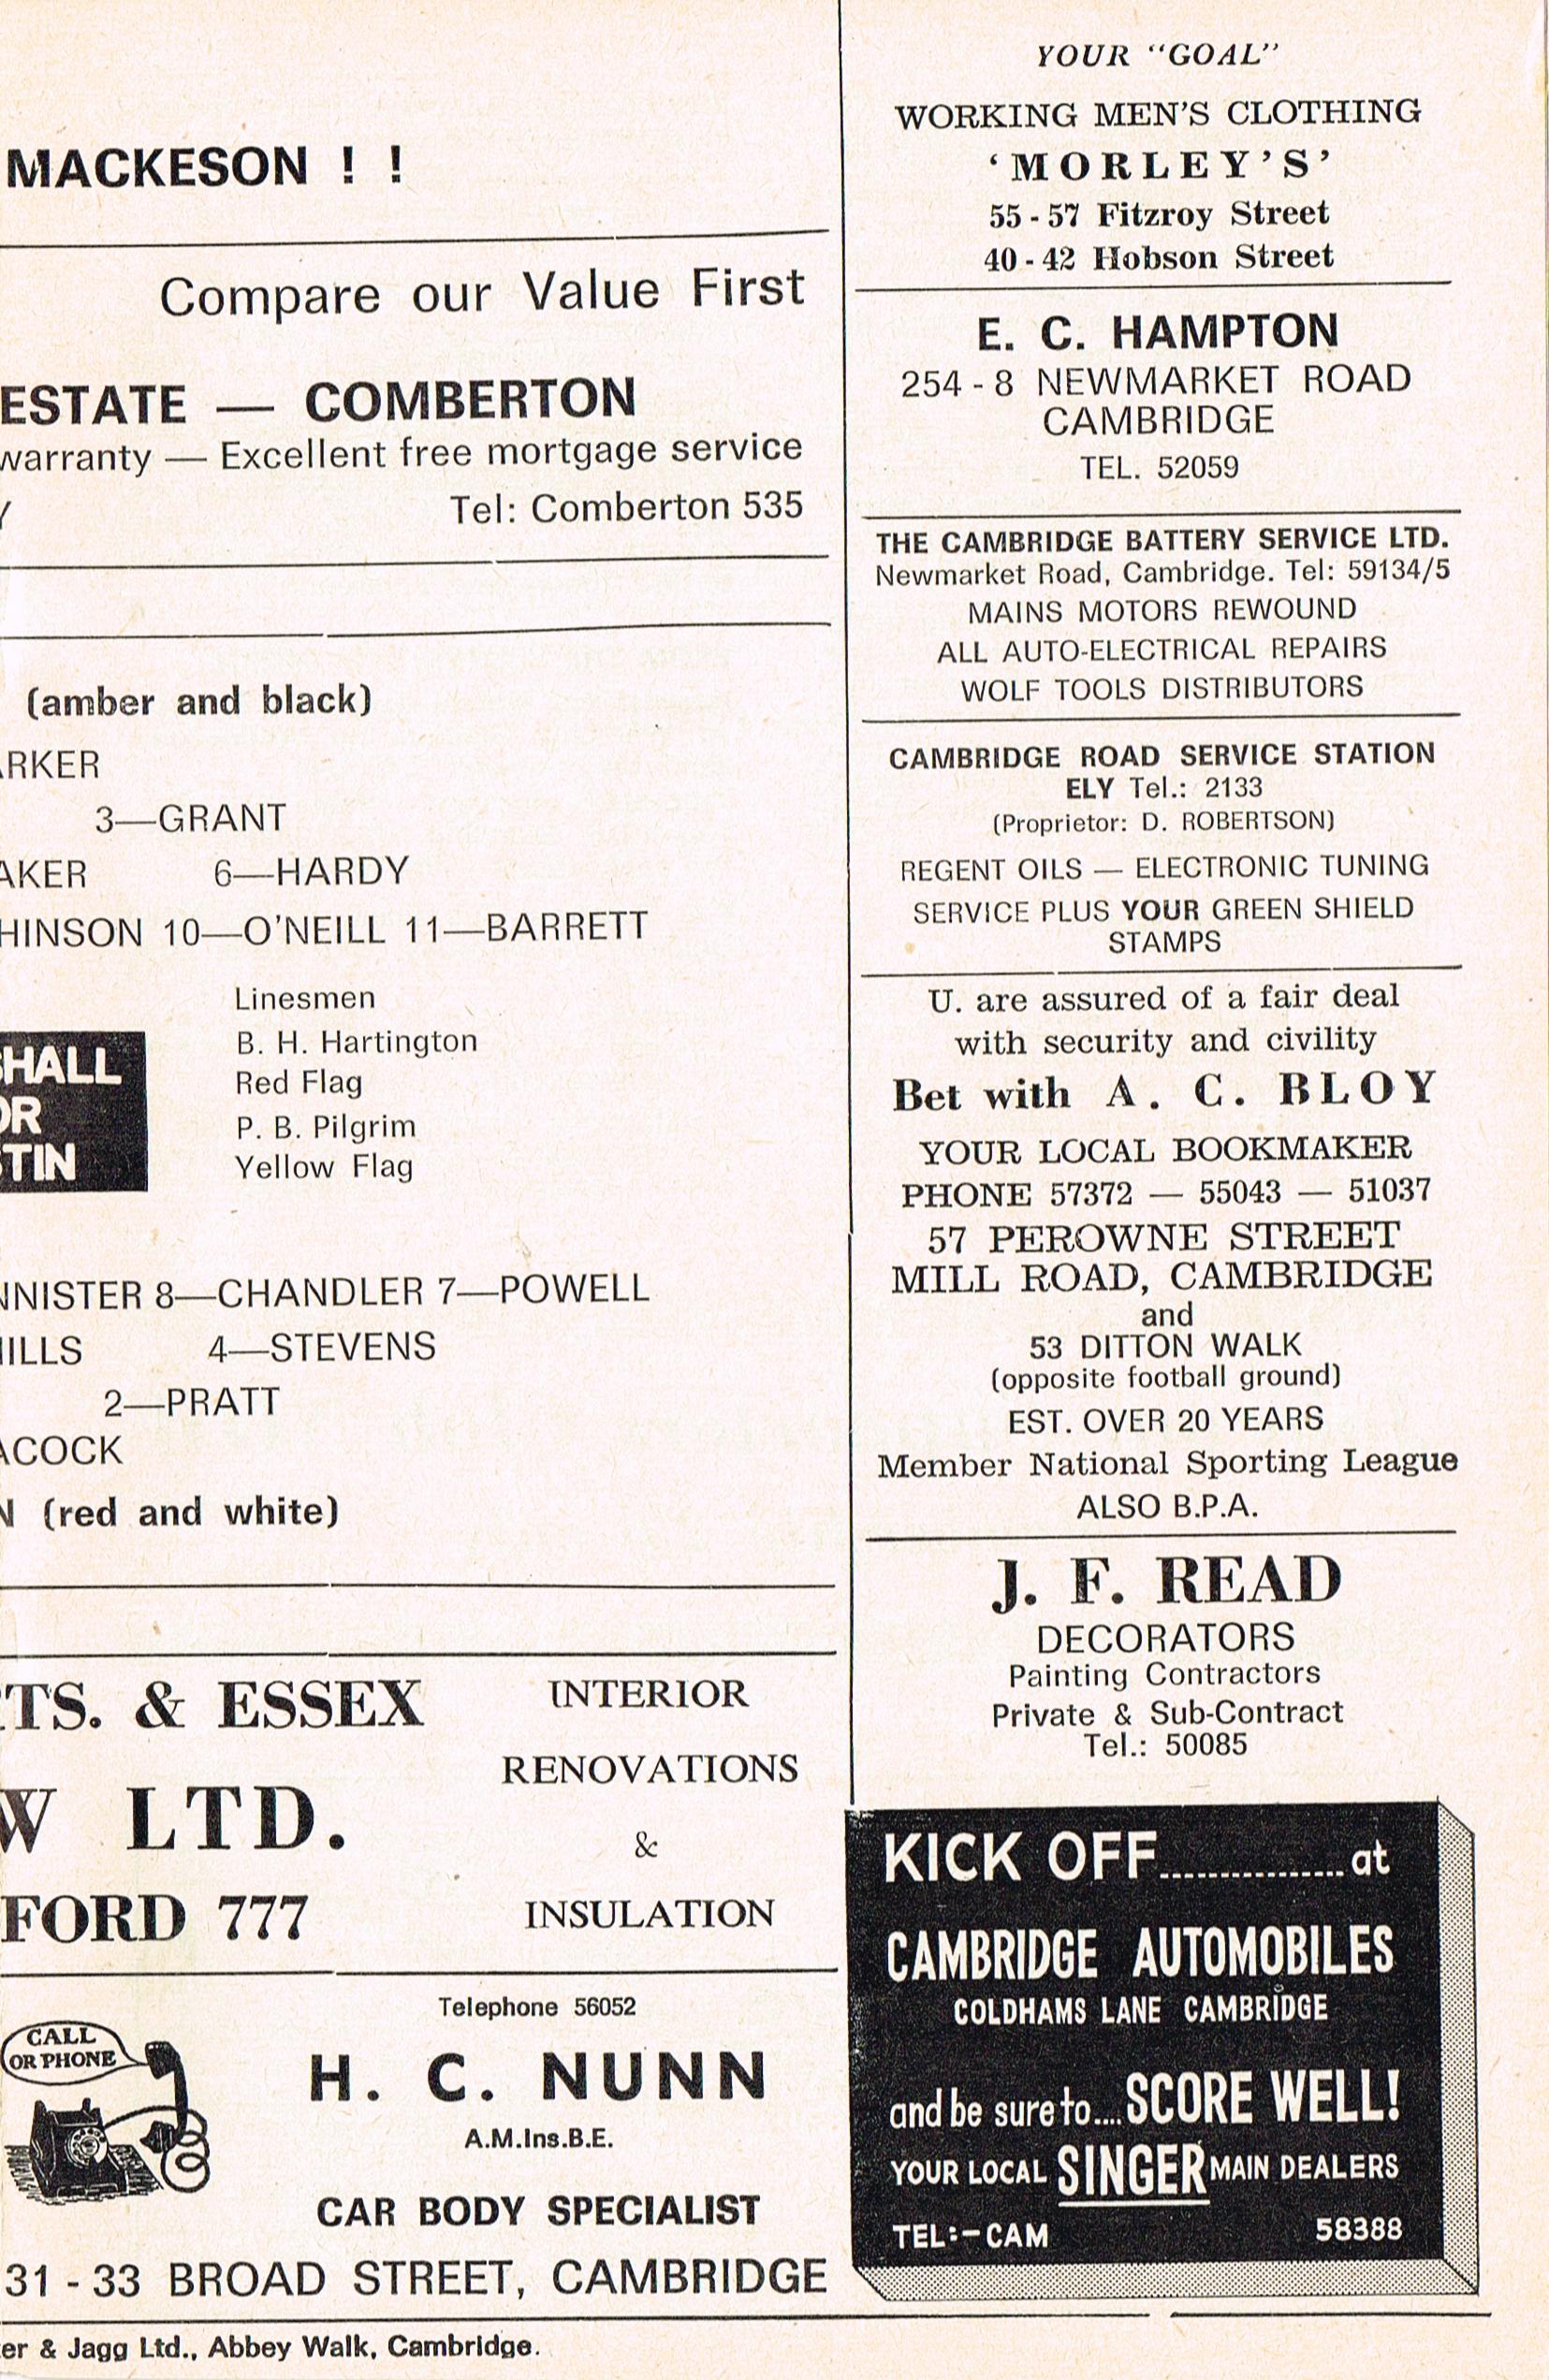 MACKESON ! !
Compare our Value First
ESTATE — COMBERTON
warranty — Excellent free mortgage service
Y Tel: Comberton 535
(amber and black)
ARKER
3—GRANT
AKER 6—HARDY
HINSON 10—O'NEILL 11—BARRETT
Linesmen
B. H. Hartington
Red Flag
P. B. Pilgrim
Yellow Flag
SHALL
OR
STIN
NNISTER 8—CHANDLER 7—POWELL
MILLS 4—STEVENS
2—PRATT
ACOCK
N (red and white)
RTS. & ESSEX
W LTD.
FORD 777
INTERIOR
RENOVATIONS
&
INSULATION
CALL
OR PHONE
Telephone 56052
H. C. NUNN
A.M.Ins.B.E.
CAR BODY SPECIALIST
31 - 33 BROAD STREET, CAMBRIDGE
er & Jagg Ltd., Abbey Walk, Cambridge.
YOUR "GOAL"
WORKING MEN'S CLOTHING
'MORLEY'S'
55 - 57 Fitzroy Street
40 - 42 Hobson Street
E. C. HAMPTON
254 - 8 NEWMARKET ROAD
CAMBRIDGE
TEL. 52059
THE CAMBRIDGE BATTERY SERVICE LTD.
Newmarket Road, Cambridge. Tel: 59134/5
MAINS MOTORS REWOUND
ALL AUTO-ELECTRICAL REPAIRS
WOLF TOOLS DISTRIBUTORS
CAMBRIDGE ROAD SERVICE STATION
ELY Tel.: 2133
(Proprietor: D. ROBERTSON)
REGENT OILS — ELECTRONIC TUNING
SERVICE PLUS YOUR GREEN SHIELD
STAMPS
U. are assured of a fair deal
with security and civility
Bet with A. C. BLOY
YOUR LOCAL BOOKMAKER
PHONE 57372 — 55043 — 51037
57 PEROWNE STREET
MILL ROAD, CAMBRIDGE
and
53 DITTON WALK
(opposite football ground)
EST. OVER 20 YEARS
Member National Sporting League
ALSO B.P.A.
J. F. READ
DECORATORS
Painting Contractors
Private & Sub-Contract
Tel.: 50085
KICK OFF................at
CAMBRIDGE AUTOMOBILES
COLDHAMS LANE CAMBRIDGE
and be sure to.... SCORE WELL!
YOUR LOCAL SINGER MAIN DEALERS
TEL:- CAM 58388